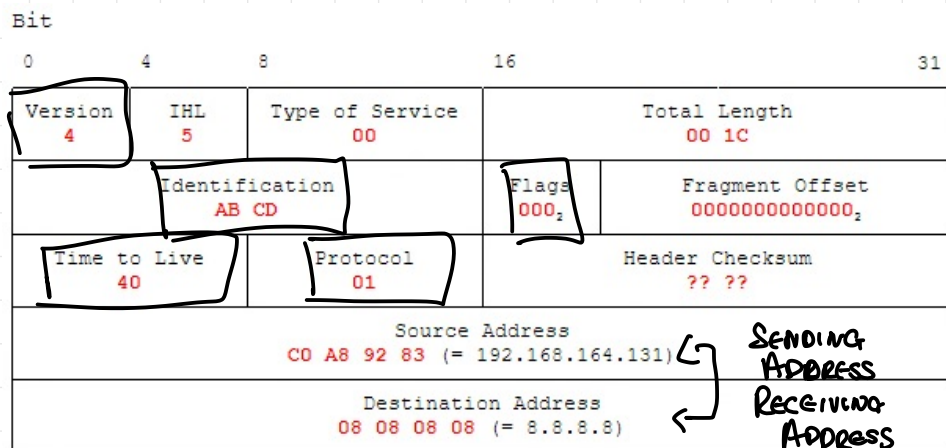 Bit
0 4 8 16 31
Version IHL Type of Service Total Length
4 5 00 00 1C
Identification Flags Fragment Offset
AB CD 000₂ 0000000000000₂
Time to Live Protocol Header Checksum
40 01 ?? ??
Source Address
C0 A8 92 83 (= 192.168.164.131)
SENDING
ADDRESS
Destination Address
08 08 08 08 (= 8.8.8.8)
RECEIVING
ADDRESS